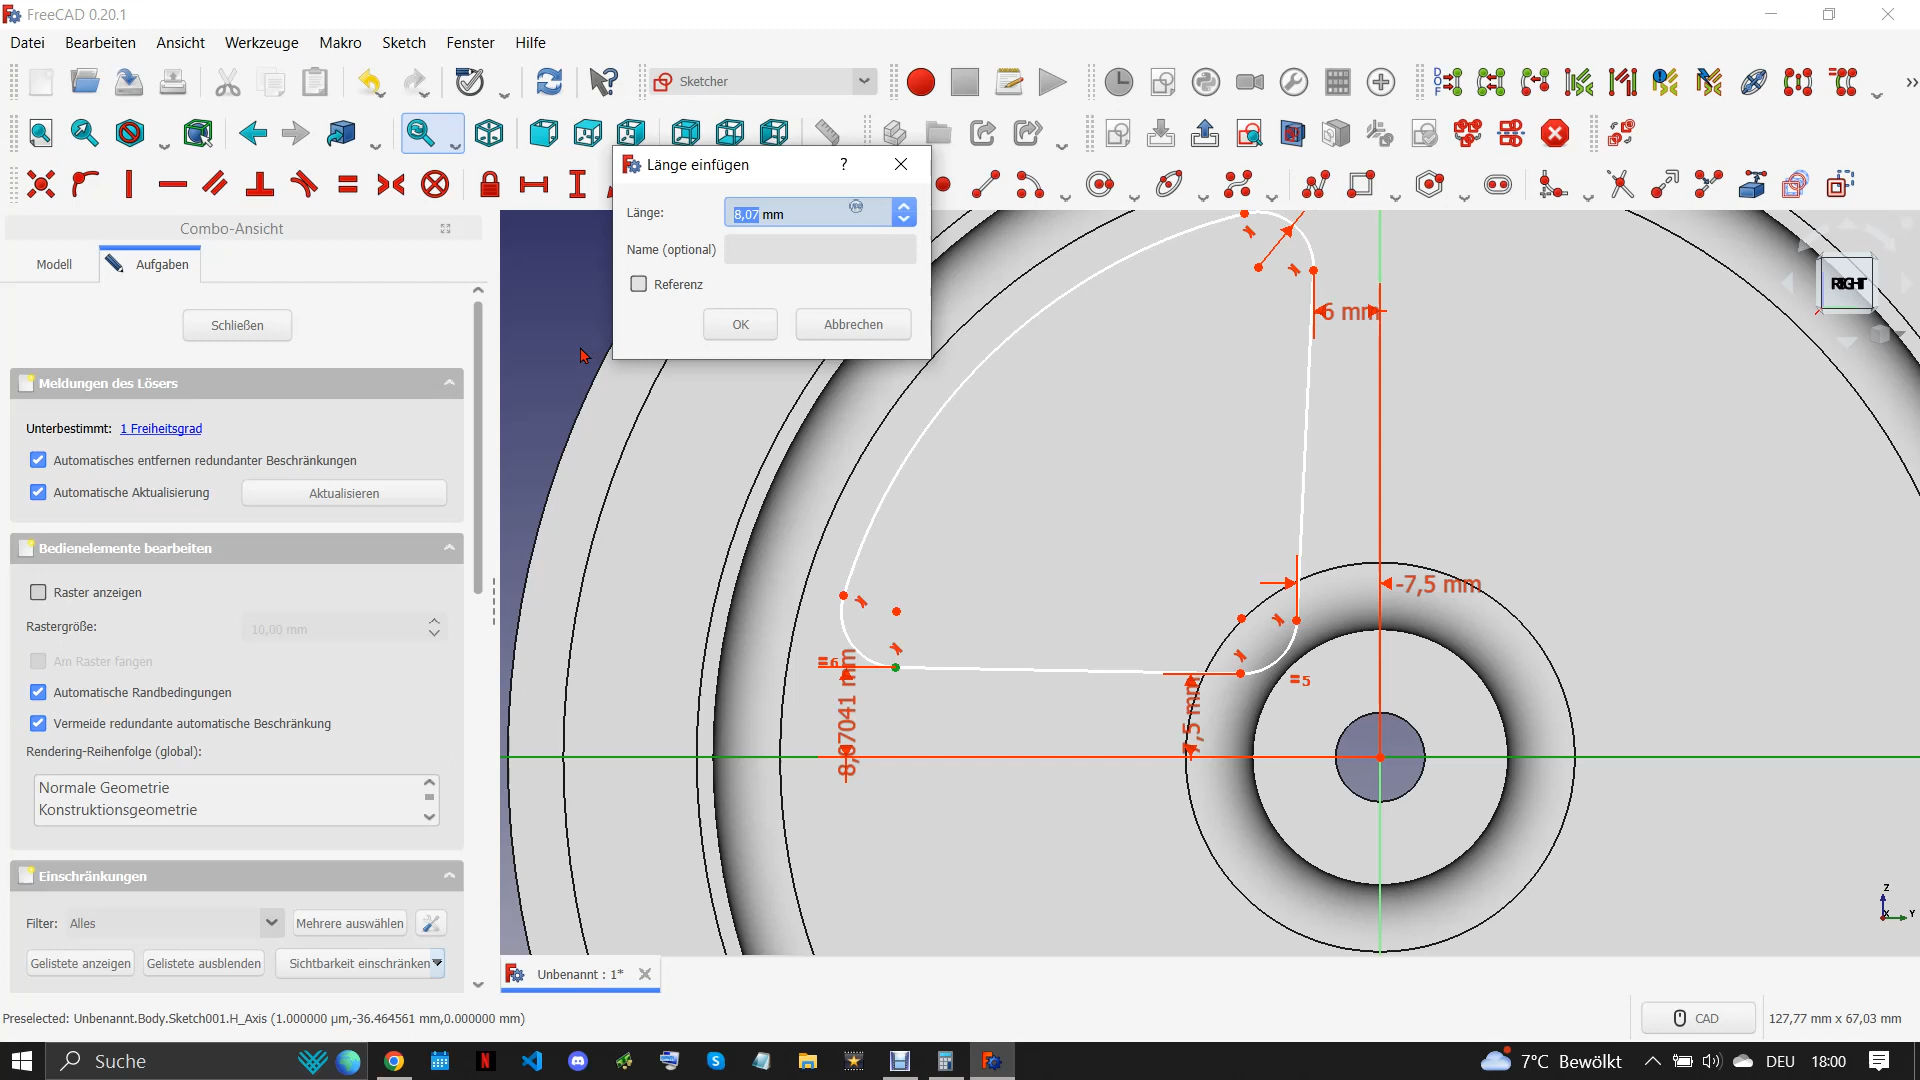 FreeCAD 0.20.1
Datei Bearbeiten Ansicht Werkzeuge Makro Sketch Fenster Hilfe
Sketcher
Länge einfügen ?
Länge: 8,07 mm
Name (optional)
Referenz
OK Abbrechen
Combo-Ansicht
Modell Aufgaben
Schließen
Meldungen des Lösers
Unterbestimmt: 1 Freiheitsgrad
Automatisches entfernen redundanter Beschränkungen
Automatische Aktualisierung Aktualisieren
Bedienelemente bearbeiten
Raster anzeigen
Rastergröße: 10,00 mm
Am Raster fangen
Automatische Randbedingungen
Vermeide redundante automatische Beschränkung
Rendering-Reihenfolge (global):
Normale Geometrie
Konstruktionsgeometrie
Einschränkungen
Filter: Alles Mehrere auswählen
Gelistete anzeigen Gelistete ausblenden Sichtbarkeit einschränken
RIGHT
6 mm
-7,5 mm
=6
=5
7,5 mm
Z
X Y
Unbenannt : 1*
Preselected: Unbenannt.Body.Sketch001.H_Axis (1.000000 µm,-36.464561 mm,0.000000 mm)
CAD 127,77 mm x 67,03 mm
Suche
7°C Bewölkt DEU 18:00